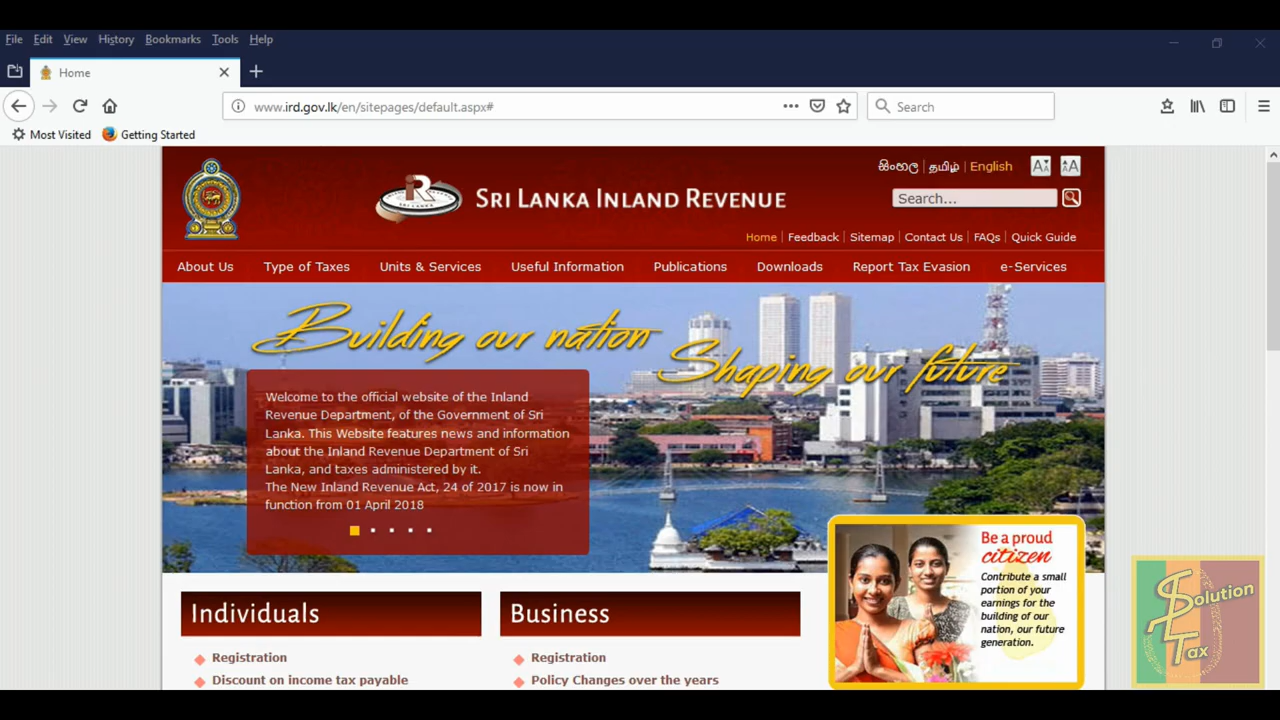 File Edit View History Bookmarks Tools Help
Home
www.ird.gov.lk/en/sitepages/default.aspx#
Search
Most Visited Getting Started
සිංහල | தமிழ் | English
SRI LANKA INLAND REVENUE
Search...
Home | Feedback | Sitemap | Contact Us | FAQs | Quick Guide
About Us Type of Taxes Units & Services Useful Information Publications Downloads Report Tax Evasion e-Services
Building our nation
Shaping our future
Welcome to the official website of the Inland
Revenue Department, of the Government of Sri
Lanka. This Website features news and information
about the Inland Revenue Department of Sri
Lanka, and taxes administered by it.
The New Inland Revenue Act, 24 of 2017 is now in
function from 01 April 2018
Be a proud
citizen
Contribute a small
portion of your
earnings for the
building of our
nation, our future
generation.
Individuals
Registration
Discount on income tax payable
Business
Registration
Policy Changes over the years
SL
Solution
Tax